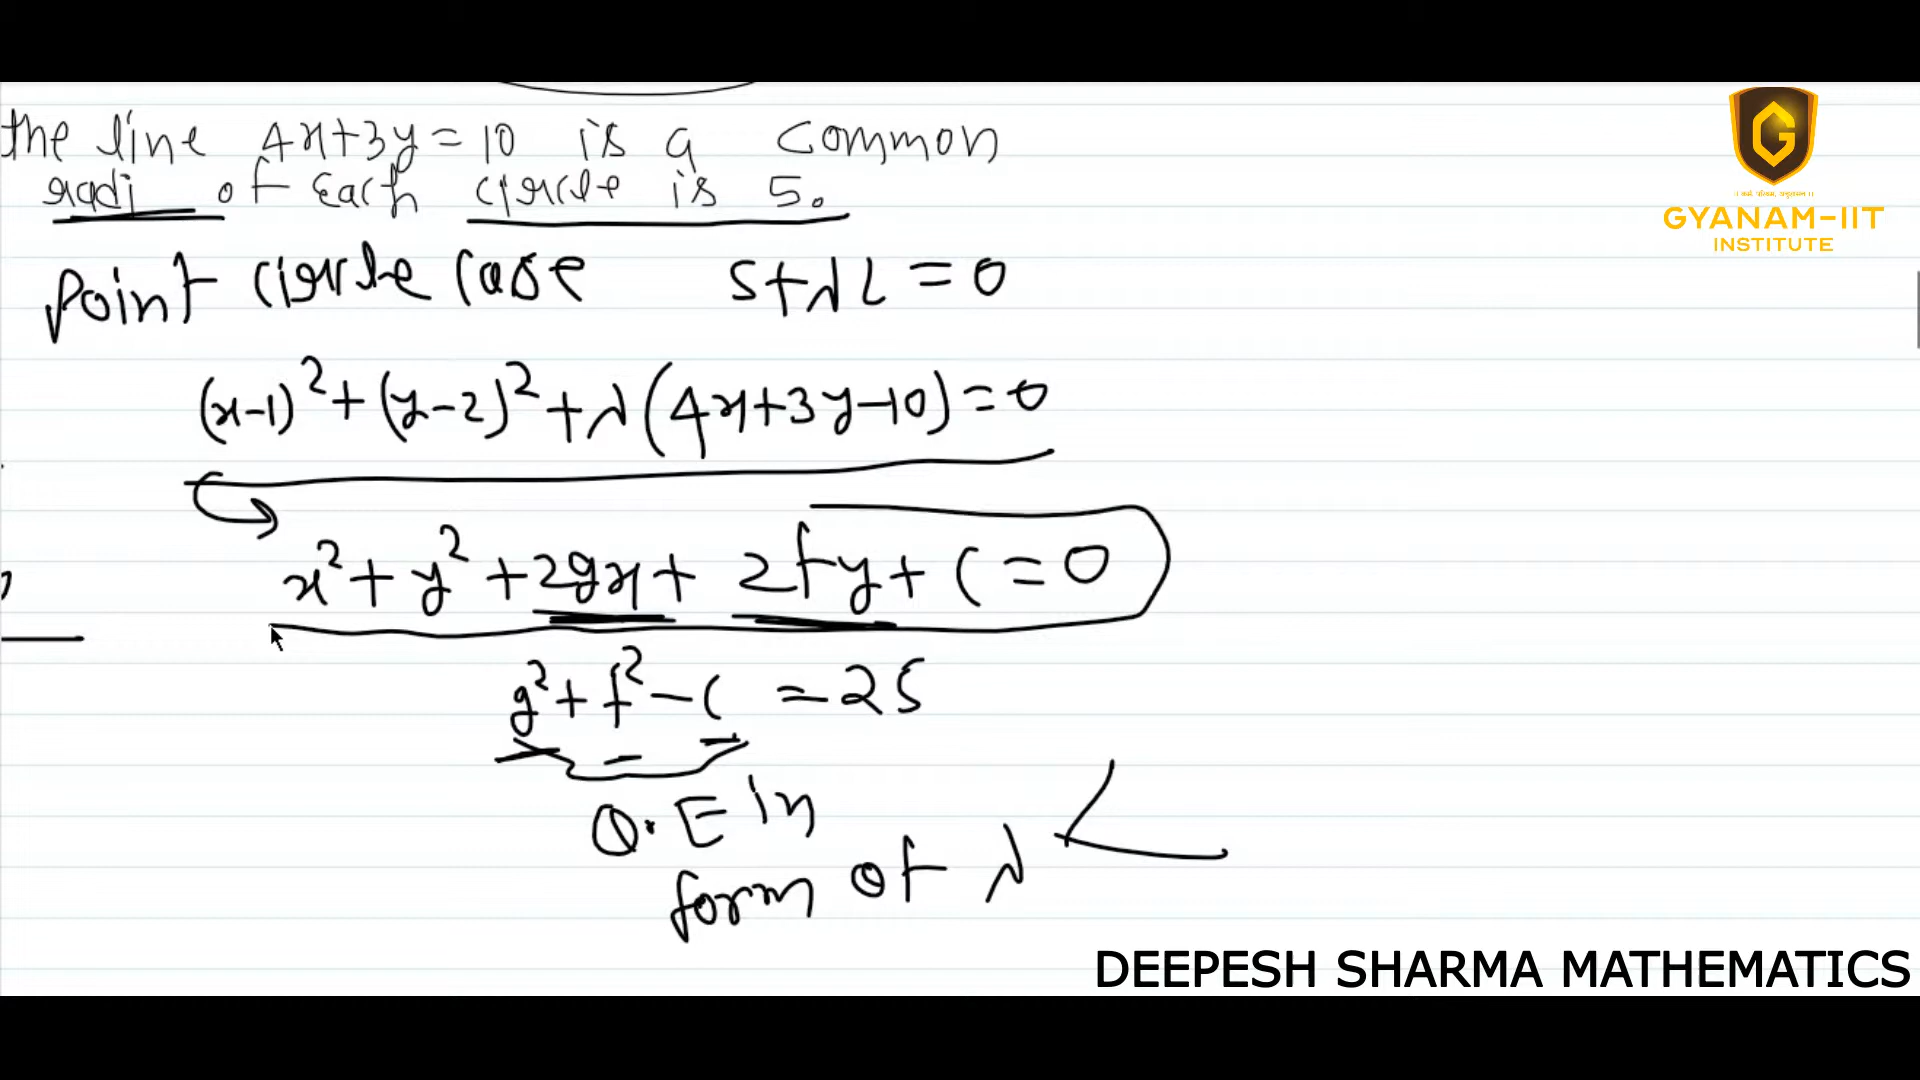 the line 4x+3y=10 is a common
radi of Each circle is 5.
GYANAM-IIT
INSTITUTE
Point circle case S+λL=0
(x-1)²+(y-2)²+λ(4x+3y-10)=0
x²+y²+2gx+2fy+c=0
g²+f²-c=25
Q.E in
form of λ
DEEPESH SHARMA MATHEMATICS